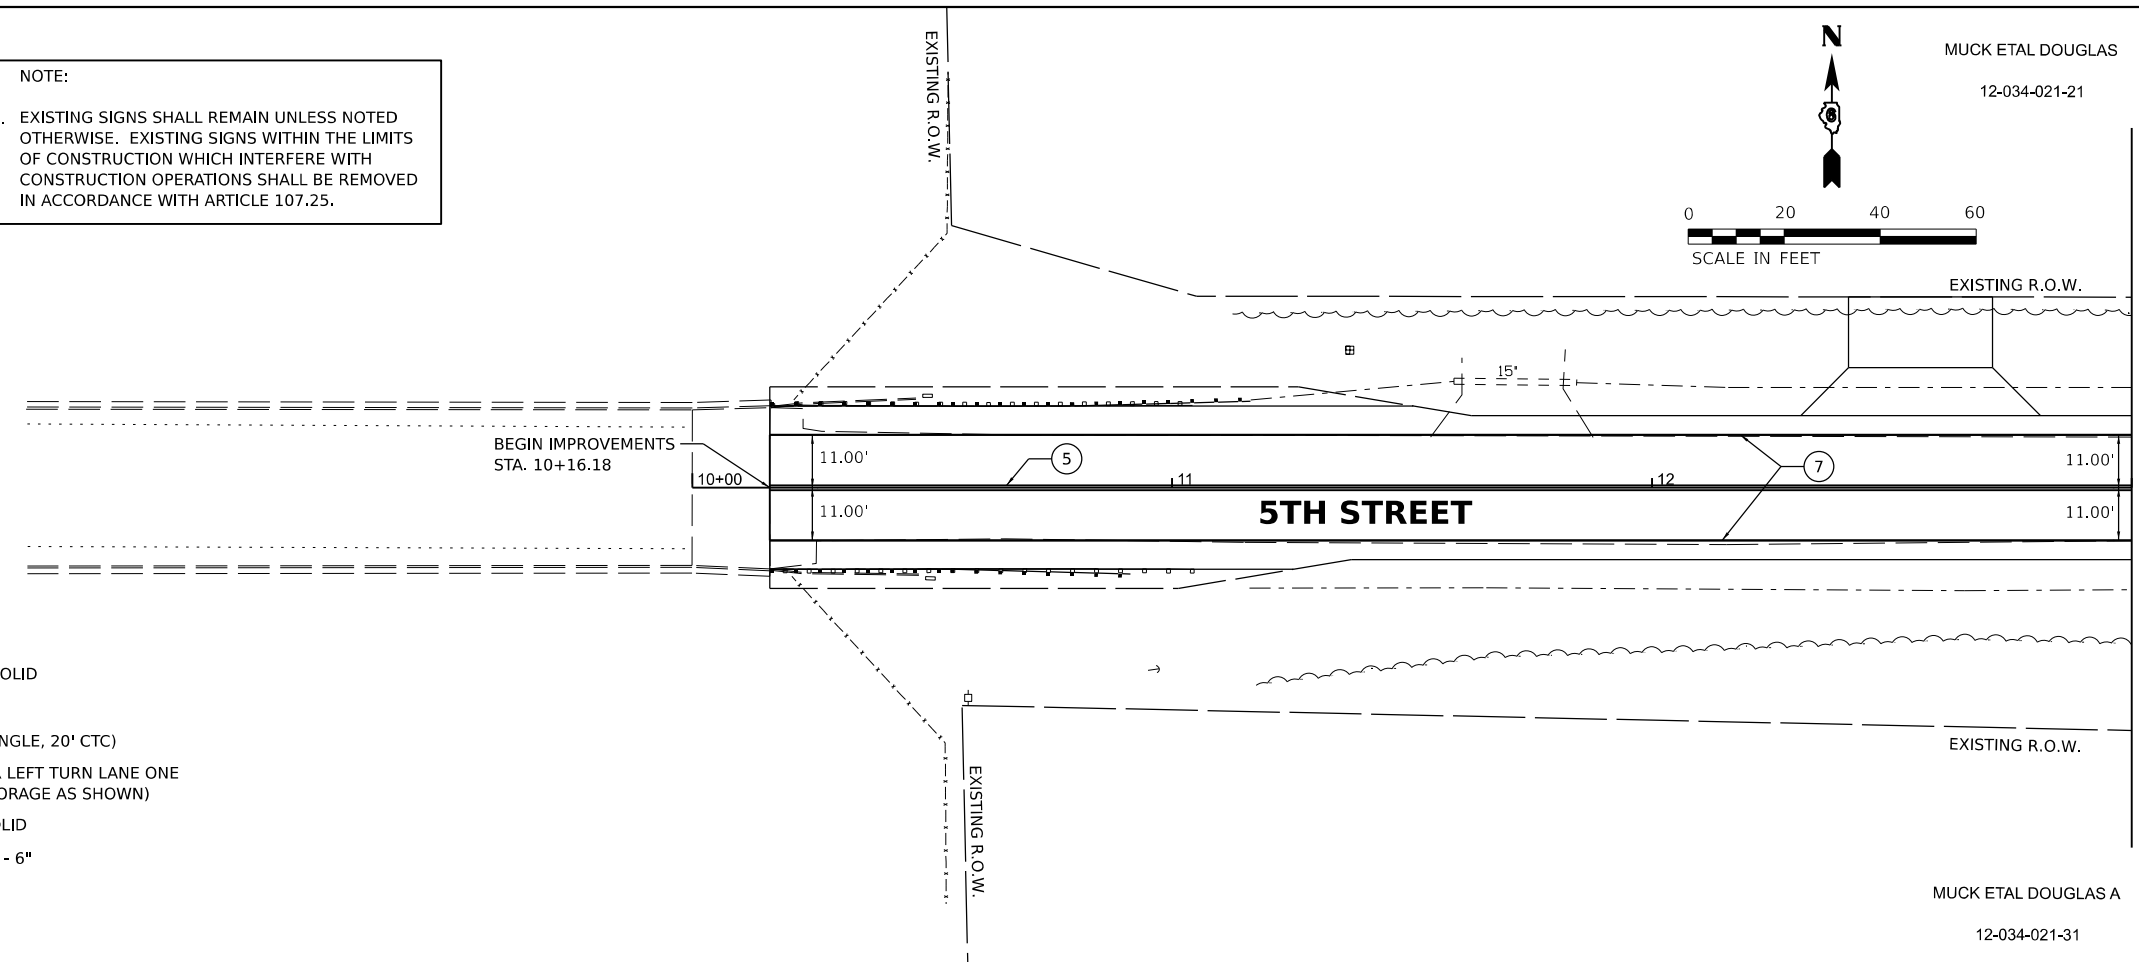 NOTE:
. EXISTING SIGNS SHALL REMAIN UNLESS NOTED
OTHERWISE. EXISTING SIGNS WITHIN THE LIMITS
OF CONSTRUCTION WHICH INTERFERE WITH
CONSTRUCTION OPERATIONS SHALL BE REMOVED
IN ACCORDANCE WITH ARTICLE 107.25.
EXISTING R.O.W.
N
6
MUCK ETAL DOUGLAS
12-034-021-21
0 20 40 60
SCALE IN FEET
EXISTING R.O.W.
15"
BEGIN IMPROVEMENTS
STA. 10+16.18
10+00
11.00'
5
11
12
7
11.00'
11.00'
5TH STREET
11.00'
OLID
NGLE, 20' CTC)
LEFT TURN LANE ONE
ORAGE AS SHOWN)
OLID
- 6"
EXISTING R.O.W.
EXISTING R.O.W.
MUCK ETAL DOUGLAS A
12-034-021-31